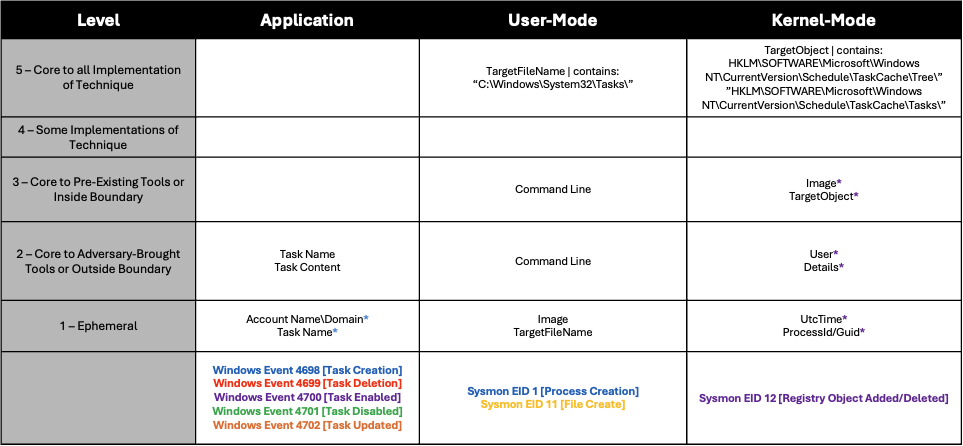 Level
Application
User-Mode
Kernel-Mode
5 – Core to all Implementation
of Technique
TargetFileName | contains:
“C:\Windows\System32\Tasks\”
TargetObject | contains:
HKLM\SOFTWARE\Microsoft\Windows
NT\CurrentVersion\Schedule\TaskCache\Tree\”
”HKLM\SOFTWARE\Microsoft\Windows
NT\CurrentVersion\Schedule\TaskCache\Tasks\”
4 – Some Implementations of
Technique
3 – Core to Pre-Existing Tools or
Inside Boundary
Command Line
Image*
TargetObject*
2 – Core to Adversary-Brought
Tools or Outside Boundary
Task Name
Task Content
Command Line
User*
Details*
1 – Ephemeral
Account Name\Domain*
Task Name*
Image
TargetFileName
UtcTime*
ProcessId/Guid*
Windows Event 4698 [Task Creation]
Windows Event 4699 [Task Deletion]
Windows Event 4700 [Task Enabled]
Windows Event 4701 [Task Disabled]
Windows Event 4702 [Task Updated]
Sysmon EID 1 [Process Creation]
Sysmon EID 11 [File Create]
Sysmon EID 12 [Registry Object Added/Deleted]